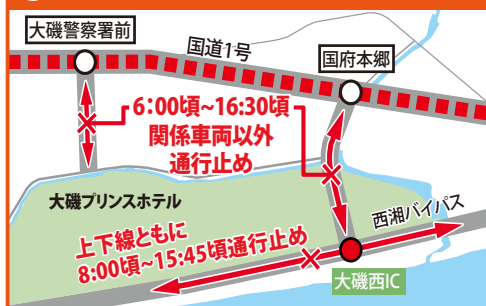 大磯警察署前
国道1号
国府本郷
6:00頃~16:30頃
関係車両以外
通行止め
大磯プリンスホテル
西湘バイパス
上下線ともに
8:00頃~15:45頃通行止め
大磯西IC